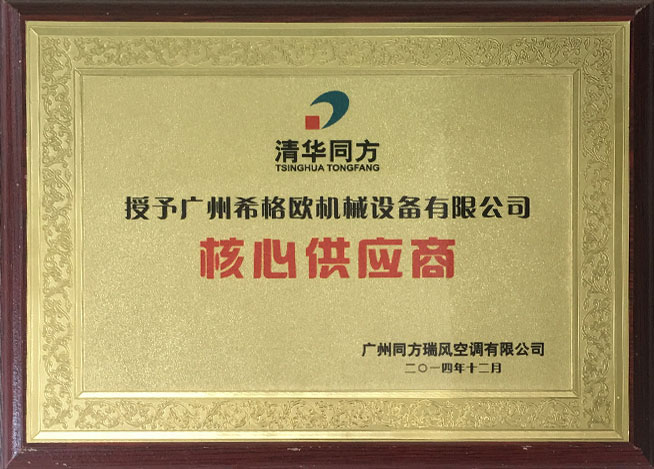 清华同方
TSINGHUA TONGFANG
授予广州希格欧机械设备有限公司
核心供应商
广州同方瑞风空调有限公司
二〇一四年十二月